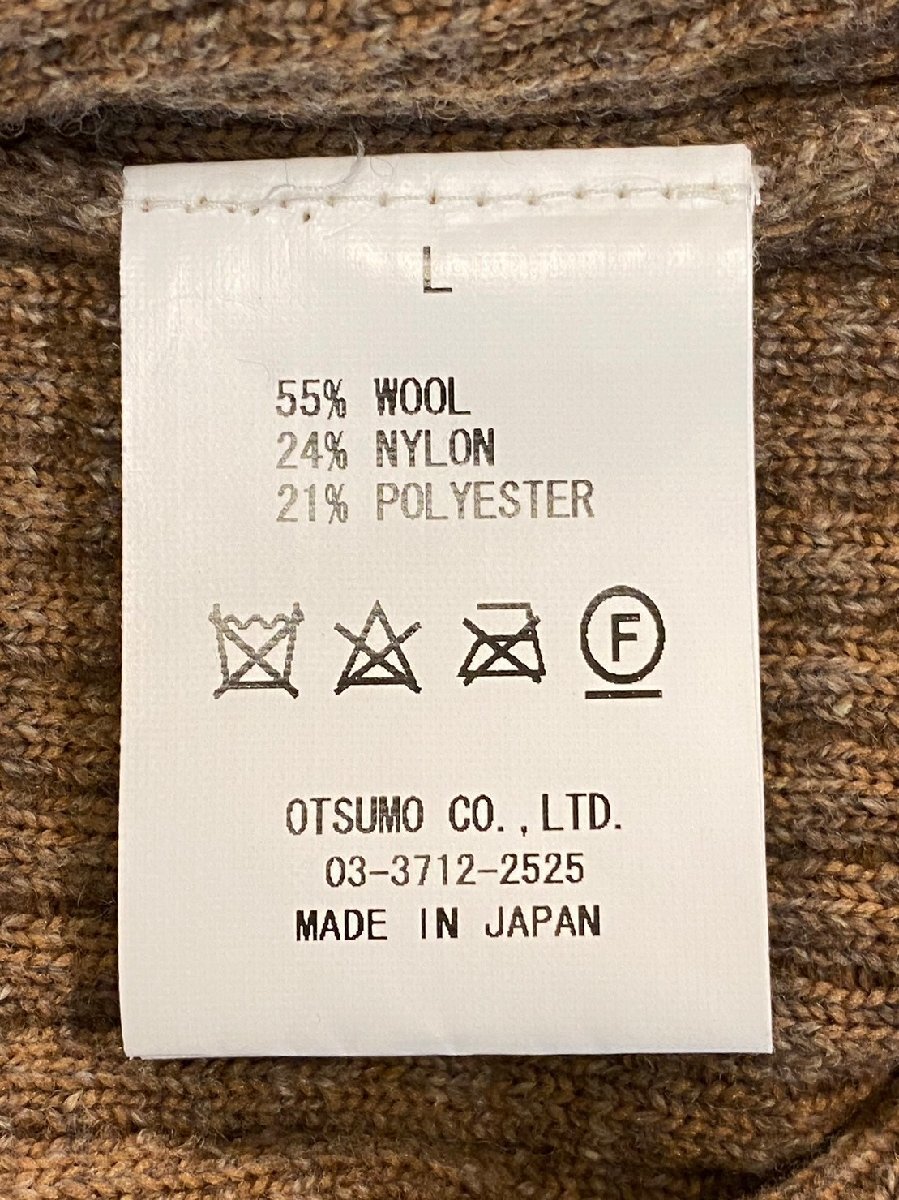 L
55% WOOL
24% NYLON
21% POLYESTER
F
OTSUMO CO.,LTD.
03-3712-2525
MADE IN JAPAN